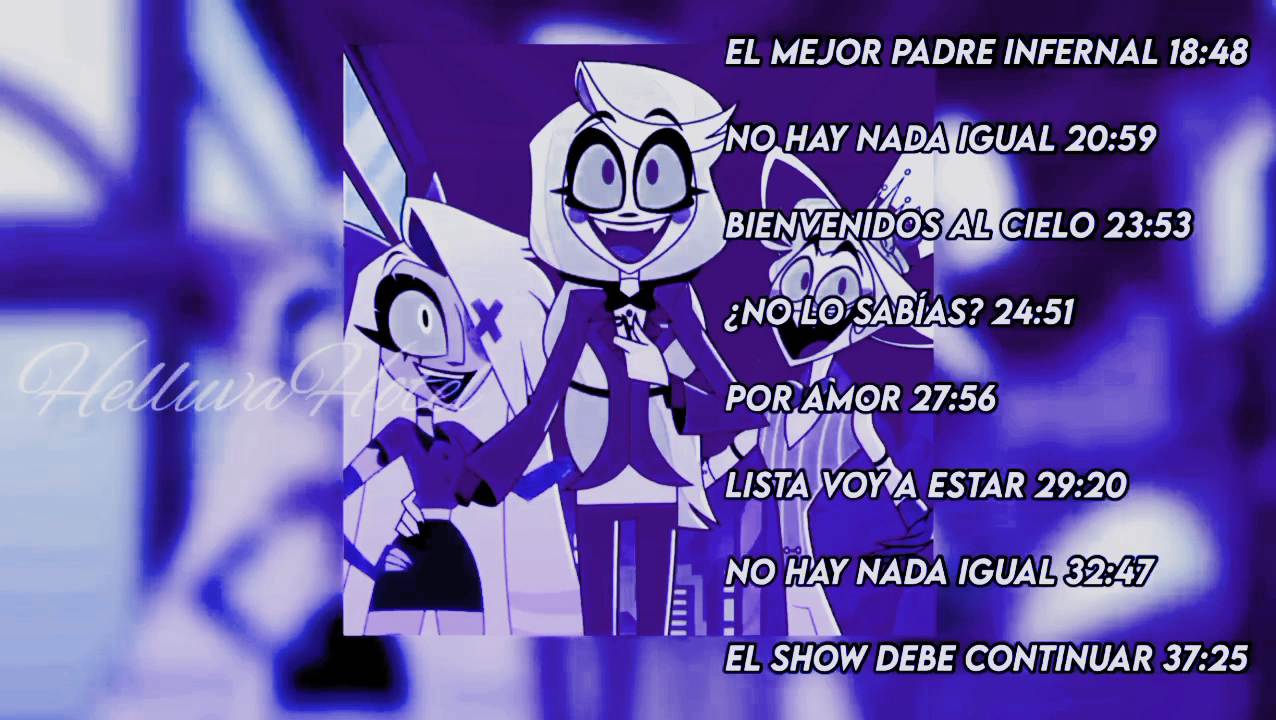 EL MEJOR PADRE INFERNAL 18:48
NO HAY NADA IGUAL 20:59
BIENVENIDOS AL CIELO 23:53
¿NO LO SABÍAS? 24:51
HelluvaHotel
POR AMOR 27:56
LISTA VOY A ESTAR 29:20
NO HAY NADA IGUAL 32:47
EL SHOW DEBE CONTINUAR 37:25